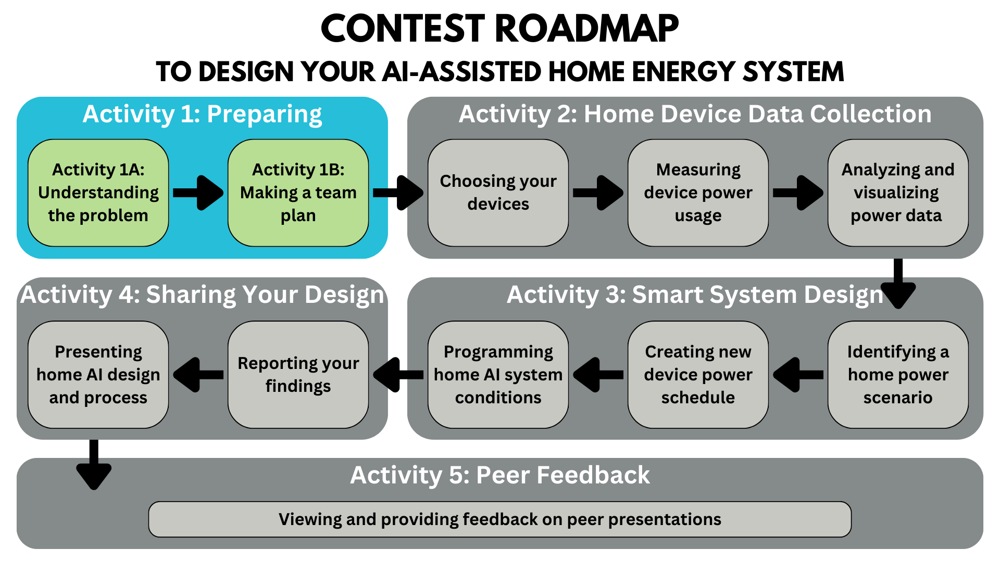 CONTEST ROADMAP
TO DESIGN YOUR AI-ASSISTED HOME ENERGY SYSTEM
Activity 1: Preparing
Activity 1A:
Understanding
the problem
Activity 1B:
Making a team
plan
Activity 2: Home Device Data Collection
Choosing your
devices
Measuring
device power
usage
Analyzing and
visualizing
power data
Activity 3: Smart System Design
Identifying a
home power
scenario
Creating new
device power
schedule
Programming
home AI system
conditions
Activity 4: Sharing Your Design
Reporting your
findings
Presenting
home AI design
and process
Activity 5: Peer Feedback
Viewing and providing feedback on peer presentations